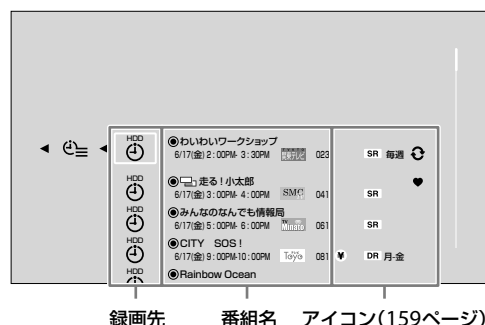 HDD
◉わいわいワークショップ
6/17(金) 2:00PM- 3:30PM 023 SR 毎週
HDD
◉走る！小太郎
6/17(金) 3:00PM- 4:00PM SMC 041 SR
HDD
◉みんなのなんでも情報局
6/17(金) 5:00PM- 6:00PM TV Minato 061 SR
HDD
◉CITY SOS！
6/17(金) 9:00PM-10:00PM Tōyo 081 ¥ DR 月-金
HDD
◉Rainbow Ocean
録画先 番組名 アイコン(159ページ)